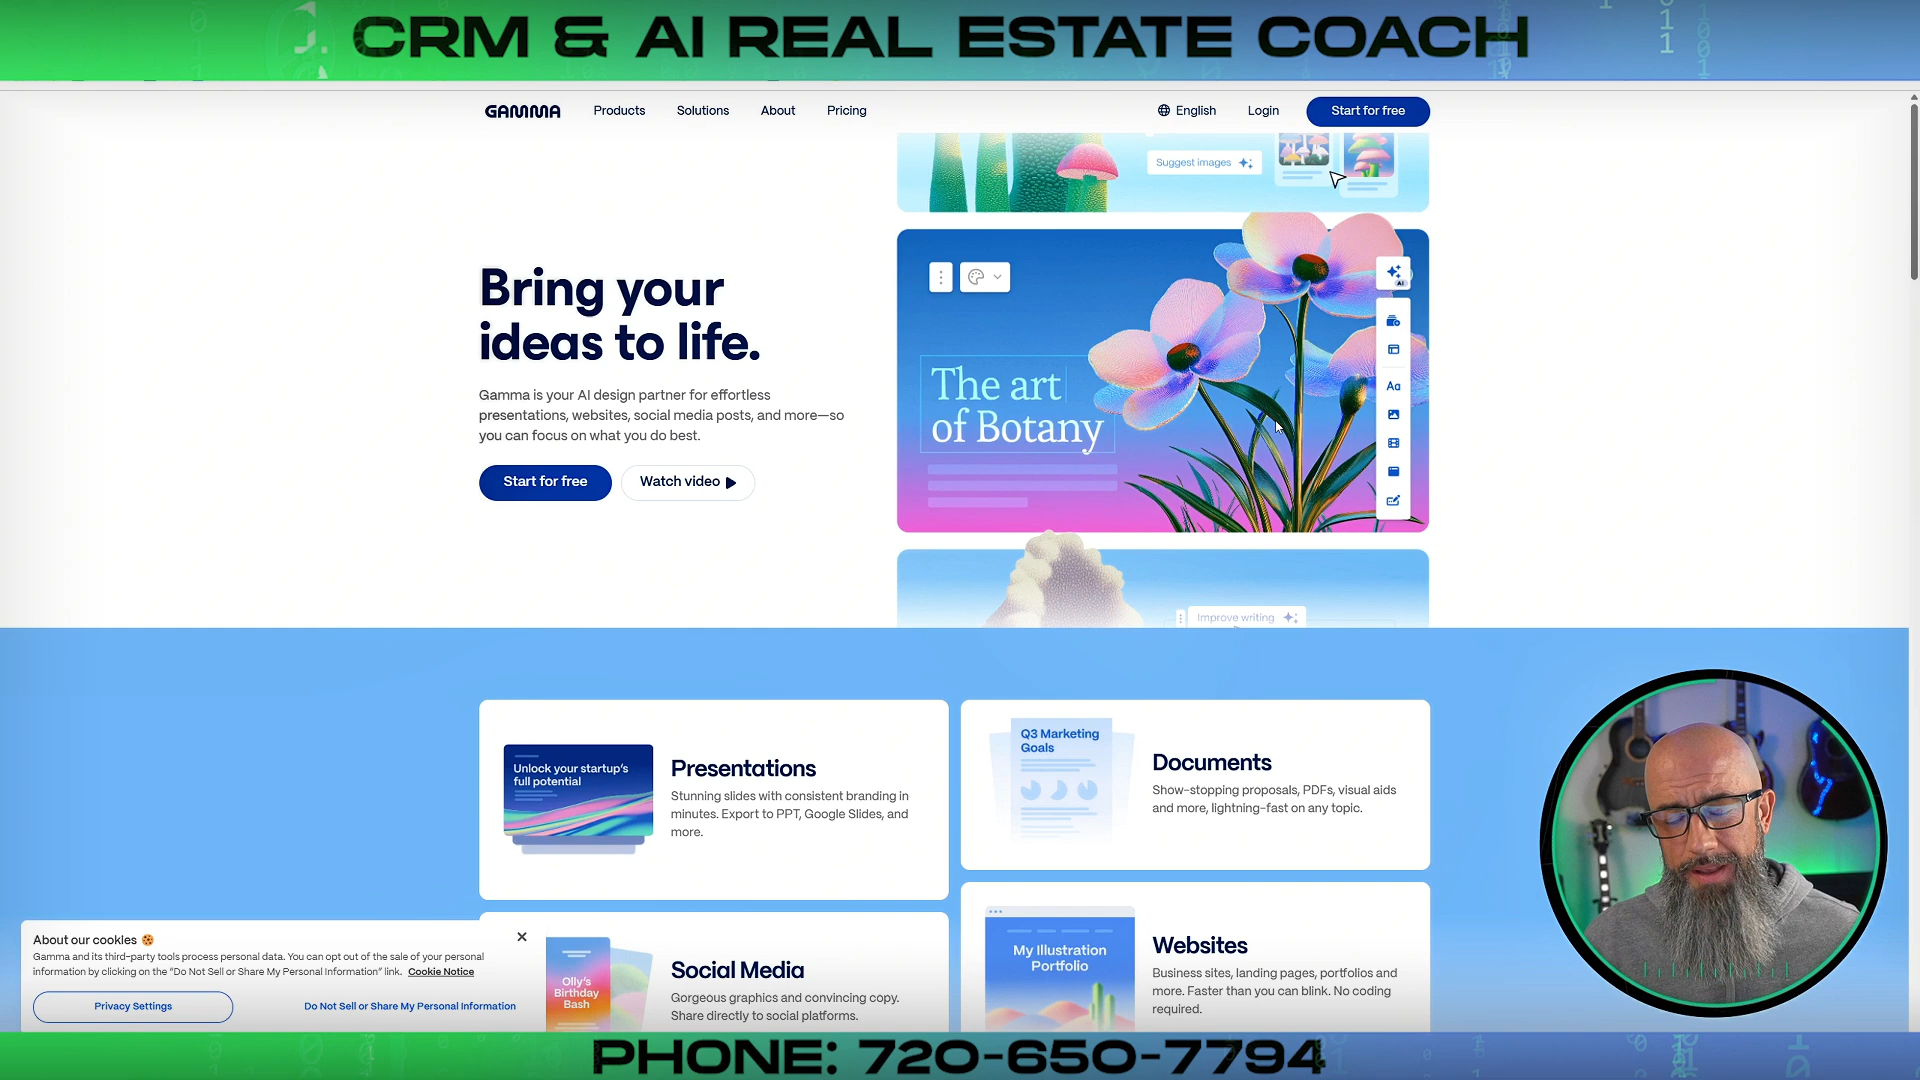 CRM & AI REAL ESTATE COACH
GAMMA Products Solutions About Pricing English Login Start for free
Suggest images
Bring your
ideas to life.
Gamma is your AI design partner for effortless
presentations, websites, social media posts, and more—so
you can focus on what you do best.
Start for free Watch video
AI
Aa
The art
of Botany
Improve writing
Unlock your startup's
full potential
Presentations
Stunning slides with consistent branding in
minutes. Export to PPT, Google Slides, and
more.
Q3 Marketing
Goals
Documents
Show-stopping proposals, PDFs, visual aids
and more, lightning-fast on any topic.
Olly's
Birthday
Bash
Social Media
Gorgeous graphics and convincing copy.
Share directly to social platforms.
My Illustration
Portfolio
Websites
Business sites, landing pages, portfolios and
more. Faster than you can blink. No coding
required.
About our cookies 🍪
Gamma and its third-party tools process personal data. You can opt out of the sale of your personal
information by clicking on the "Do Not Sell or Share My Personal Information" link. Cookie Notice
Privacy Settings Do Not Sell or Share My Personal Information
PHONE: 720-650-7794